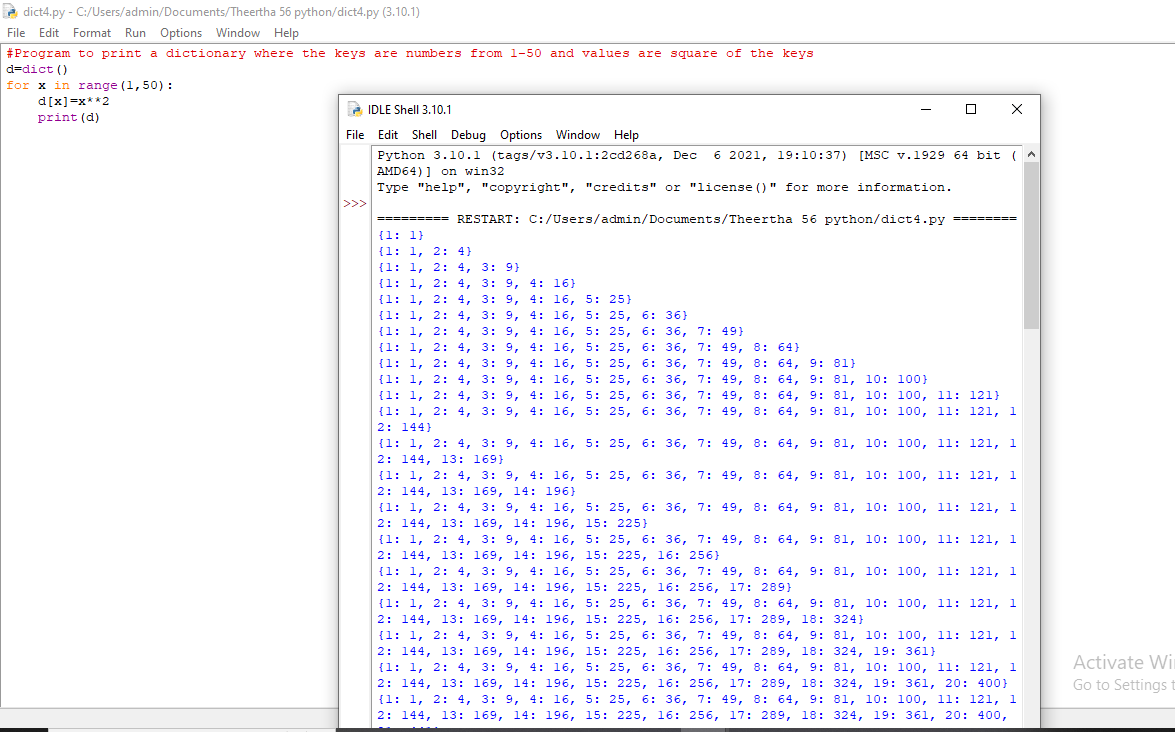 dict4.py - C:/Users/admin/Documents/Theertha 56 python/dict4.py (3.10.1)
File Edit Format Run Options Window Help
#Program to print a dictionary where the keys are numbers from 1-50 and values are square of the keys
d=dict()
for x in range(1,50):
    d[x]=x**2
    print(d)
IDLE Shell 3.10.1
File Edit Shell Debug Options Window Help
Python 3.10.1 (tags/v3.10.1:2cd268a, Dec  6 2021, 19:10:37) [MSC v.1929 64 bit (
AMD64)] on win32
Type "help", "copyright", "credits" or "license()" for more information.
>>>
========= RESTART: C:/Users/admin/Documents/Theertha 56 python/dict4.py ========
{1: 1}
{1: 1, 2: 4}
{1: 1, 2: 4, 3: 9}
{1: 1, 2: 4, 3: 9, 4: 16}
{1: 1, 2: 4, 3: 9, 4: 16, 5: 25}
{1: 1, 2: 4, 3: 9, 4: 16, 5: 25, 6: 36}
{1: 1, 2: 4, 3: 9, 4: 16, 5: 25, 6: 36, 7: 49}
{1: 1, 2: 4, 3: 9, 4: 16, 5: 25, 6: 36, 7: 49, 8: 64}
{1: 1, 2: 4, 3: 9, 4: 16, 5: 25, 6: 36, 7: 49, 8: 64, 9: 81}
{1: 1, 2: 4, 3: 9, 4: 16, 5: 25, 6: 36, 7: 49, 8: 64, 9: 81, 10: 100}
{1: 1, 2: 4, 3: 9, 4: 16, 5: 25, 6: 36, 7: 49, 8: 64, 9: 81, 10: 100, 11: 121}
{1: 1, 2: 4, 3: 9, 4: 16, 5: 25, 6: 36, 7: 49, 8: 64, 9: 81, 10: 100, 11: 121, 1
2: 144}
{1: 1, 2: 4, 3: 9, 4: 16, 5: 25, 6: 36, 7: 49, 8: 64, 9: 81, 10: 100, 11: 121, 1
2: 144, 13: 169}
{1: 1, 2: 4, 3: 9, 4: 16, 5: 25, 6: 36, 7: 49, 8: 64, 9: 81, 10: 100, 11: 121, 1
2: 144, 13: 169, 14: 196}
{1: 1, 2: 4, 3: 9, 4: 16, 5: 25, 6: 36, 7: 49, 8: 64, 9: 81, 10: 100, 11: 121, 1
2: 144, 13: 169, 14: 196, 15: 225}
{1: 1, 2: 4, 3: 9, 4: 16, 5: 25, 6: 36, 7: 49, 8: 64, 9: 81, 10: 100, 11: 121, 1
2: 144, 13: 169, 14: 196, 15: 225, 16: 256}
{1: 1, 2: 4, 3: 9, 4: 16, 5: 25, 6: 36, 7: 49, 8: 64, 9: 81, 10: 100, 11: 121, 1
2: 144, 13: 169, 14: 196, 15: 225, 16: 256, 17: 289}
{1: 1, 2: 4, 3: 9, 4: 16, 5: 25, 6: 36, 7: 49, 8: 64, 9: 81, 10: 100, 11: 121, 1
2: 144, 13: 169, 14: 196, 15: 225, 16: 256, 17: 289, 18: 324}
{1: 1, 2: 4, 3: 9, 4: 16, 5: 25, 6: 36, 7: 49, 8: 64, 9: 81, 10: 100, 11: 121, 1
2: 144, 13: 169, 14: 196, 15: 225, 16: 256, 17: 289, 18: 324, 19: 361}
{1: 1, 2: 4, 3: 9, 4: 16, 5: 25, 6: 36, 7: 49, 8: 64, 9: 81, 10: 100, 11: 121, 1
2: 144, 13: 169, 14: 196, 15: 225, 16: 256, 17: 289, 18: 324, 19: 361, 20: 400}
{1: 1, 2: 4, 3: 9, 4: 16, 5: 25, 6: 36, 7: 49, 8: 64, 9: 81, 10: 100, 11: 121, 1
2: 144, 13: 169, 14: 196, 15: 225, 16: 256, 17: 289, 18: 324, 19: 361, 20: 400,
Activate Wi
Go to Settings t